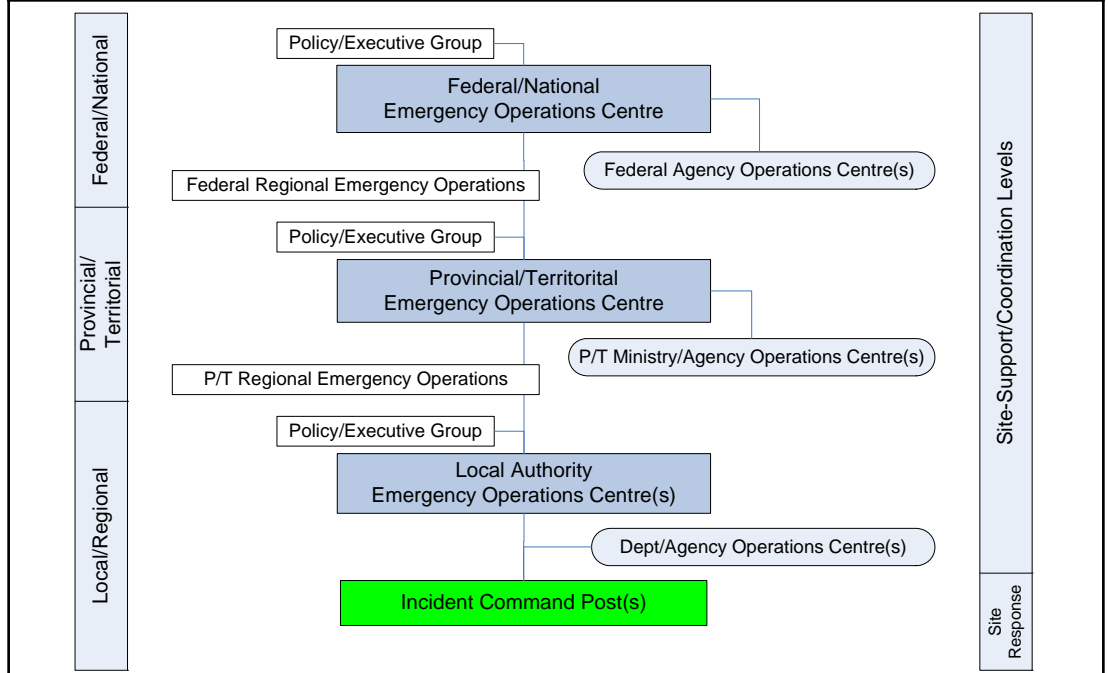 Federal/National
Policy/Executive Group
Federal/National
Emergency Operations Centre
Federal Agency Operations Centre(s)
Federal Regional Emergency Operations
Provincial/
Territorial
Policy/Executive Group
Provincial/Territorital
Emergency Operations Centre
P/T Ministry/Agency Operations Centre(s)
P/T Regional Emergency Operations
Local/Regional
Policy/Executive Group
Local Authority
Emergency Operations Centre(s)
Dept/Agency Operations Centre(s)
Incident Command Post(s)
Site-Support/Coordination Levels
Site
Response